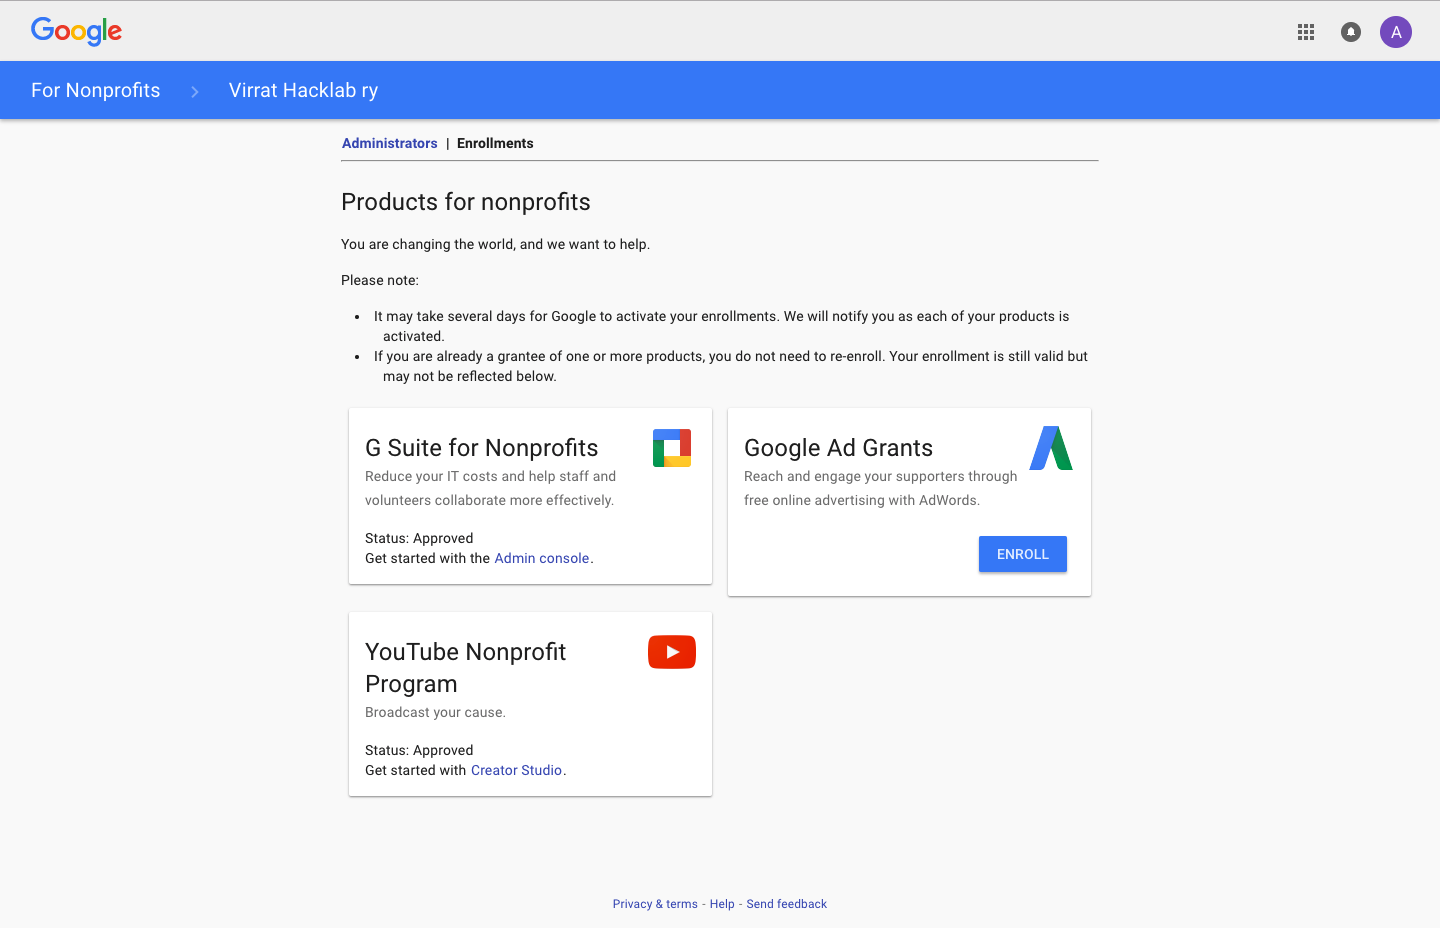 Google
A
For Nonprofits > Virrat Hacklab ry
Administrators | Enrollments
Products for nonprofits
You are changing the world, and we want to help.
Please note:
• It may take several days for Google to activate your enrollments. We will notify you as each of your products is
activated.
• If you are already a grantee of one or more products, you do not need to re-enroll. Your enrollment is still valid but
may not be reflected below.
G Suite for Nonprofits
Reduce your IT costs and help staff and
volunteers collaborate more effectively.
Status: Approved
Get started with the Admin console.
Google Ad Grants
Reach and engage your supporters through
free online advertising with AdWords.
ENROLL
YouTube Nonprofit
Program
Broadcast your cause.
Status: Approved
Get started with Creator Studio.
Privacy & terms - Help - Send feedback